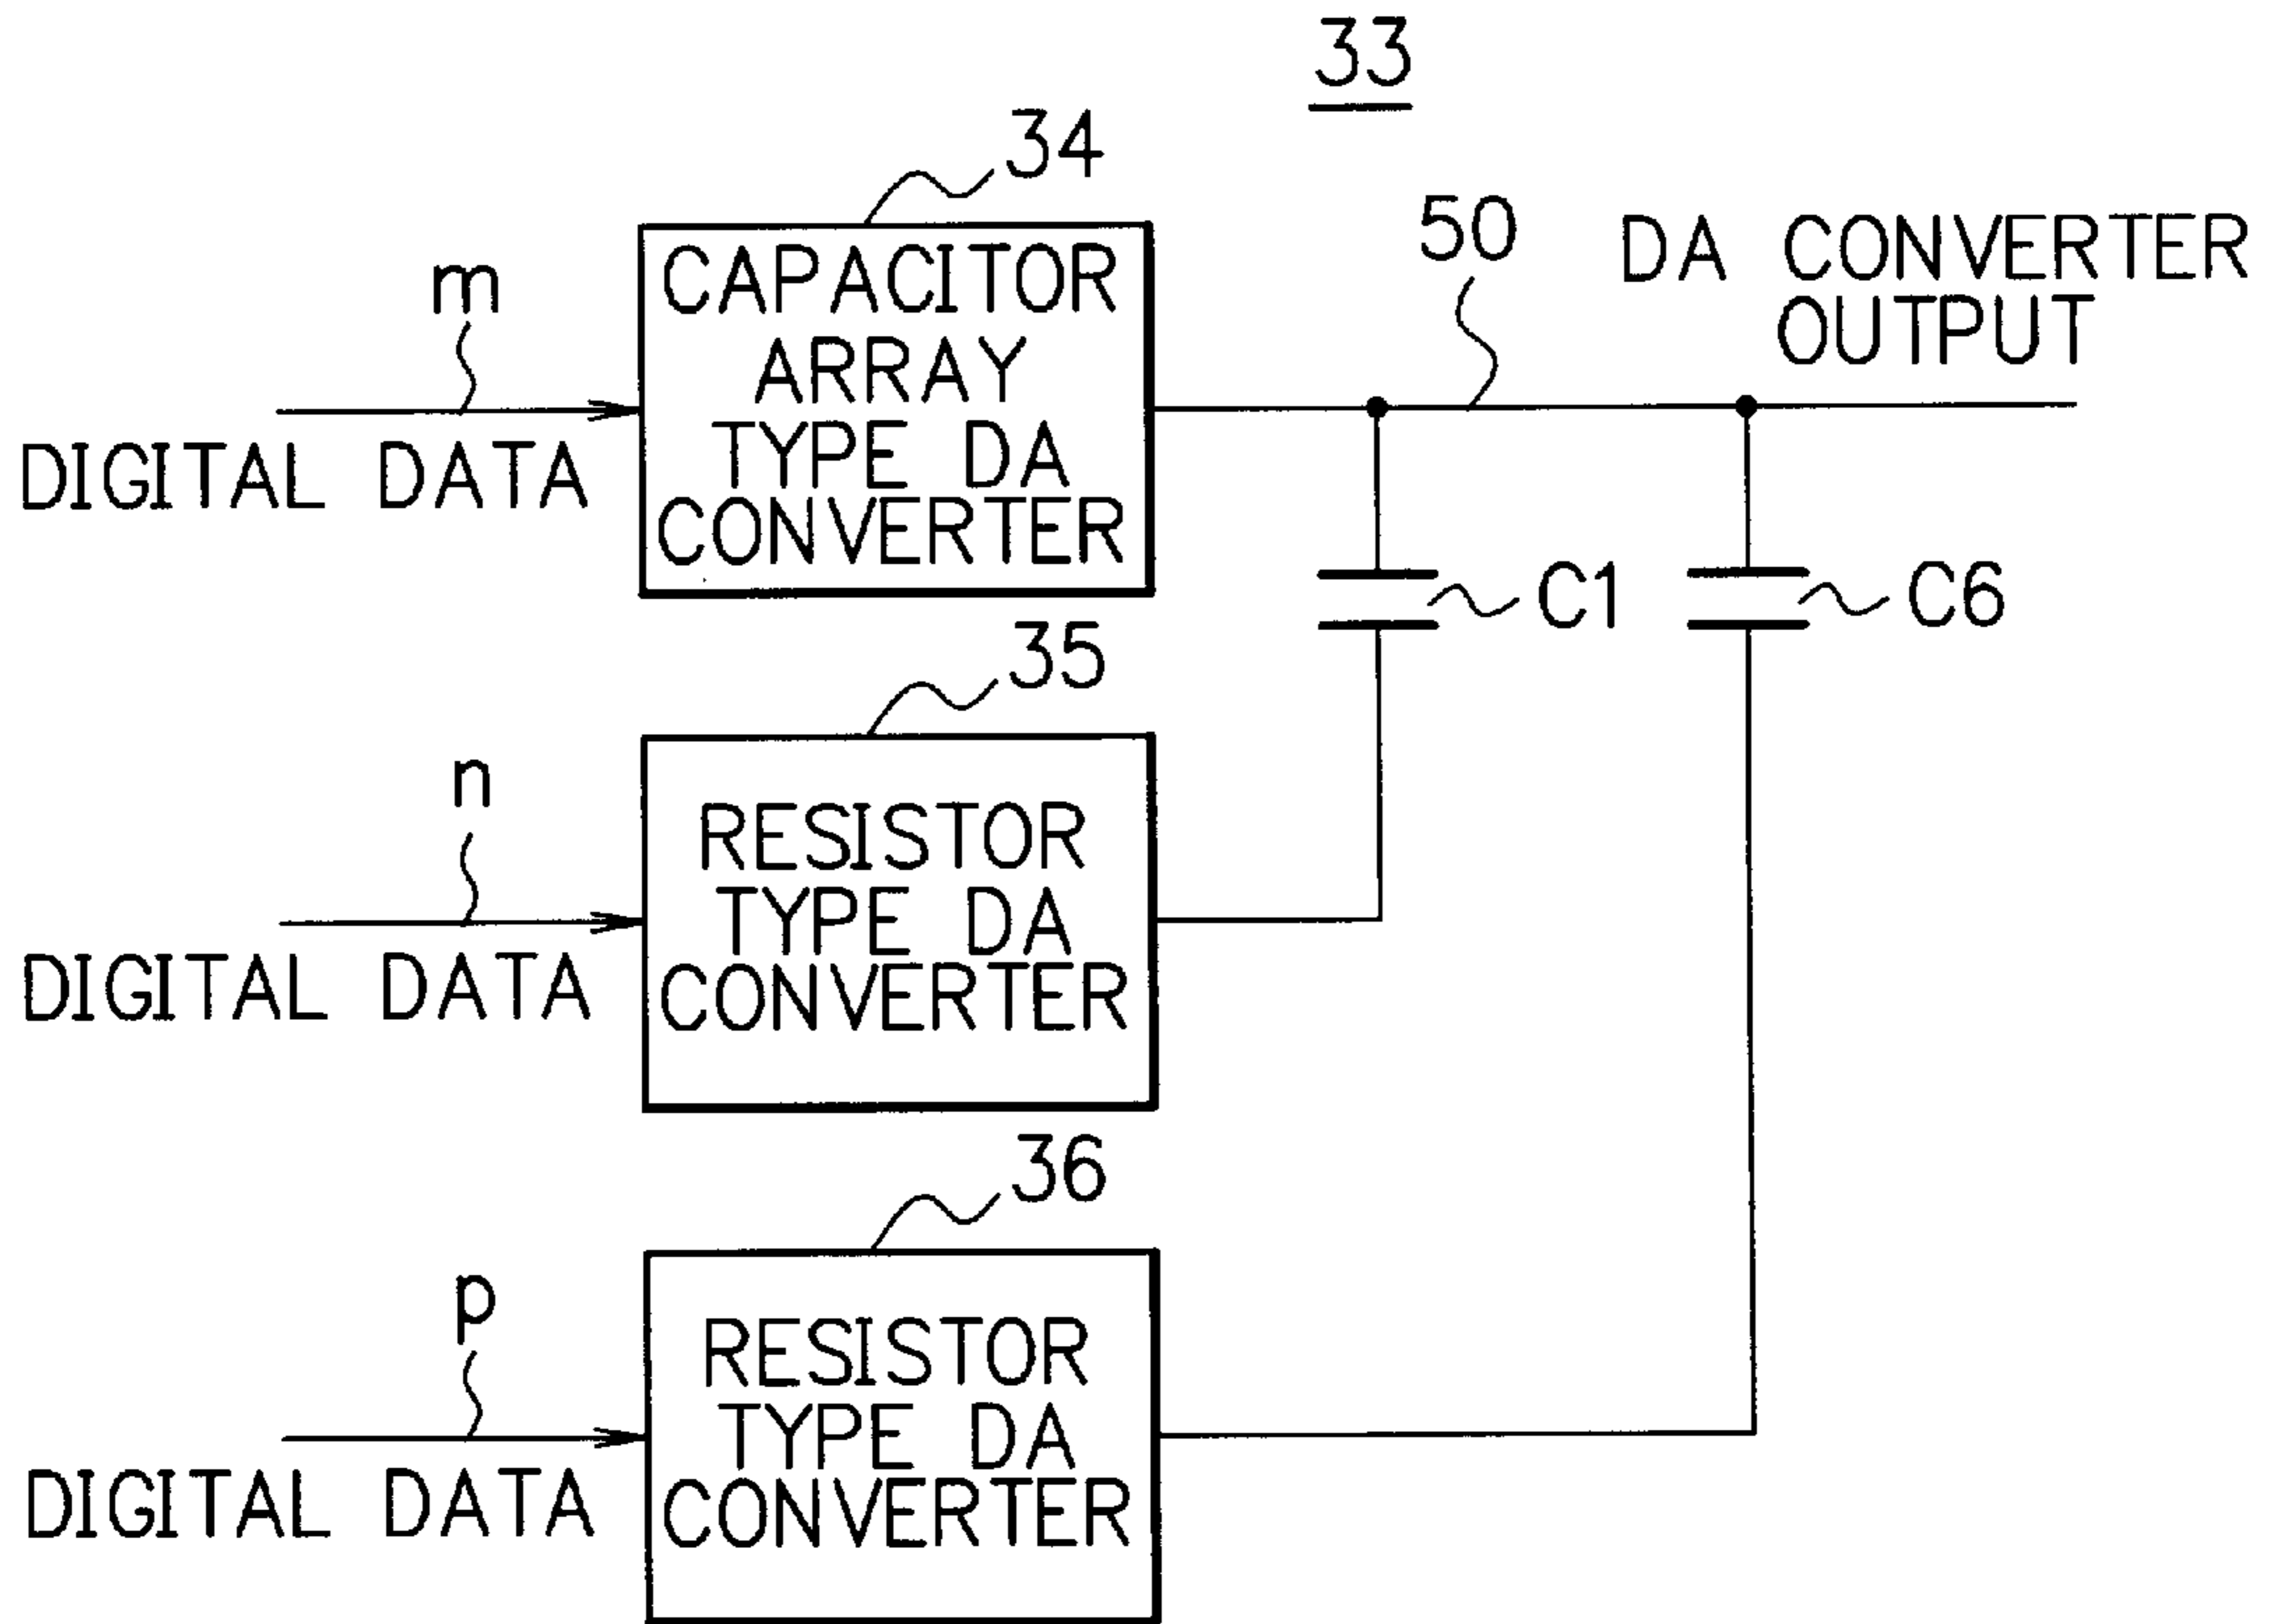 33
34
50
DA CONVERTER
OUTPUT
m
CAPACITOR
ARRAY
TYPE DA
CONVERTER
DIGITAL DATA
C1
C6
35
n
RESISTOR
TYPE DA
CONVERTER
DIGITAL DATA
36
p
RESISTOR
TYPE DA
CONVERTER
DIGITAL DATA